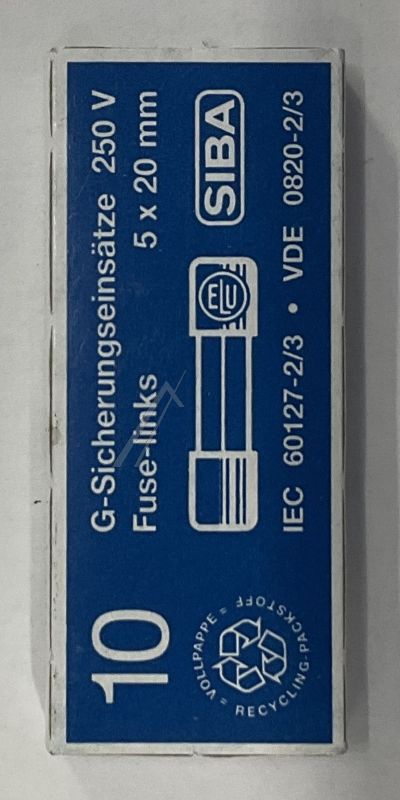 10
G-Sicherungseinsätze 250 V
Fuse-links 5 x 20 mm
ELU
SIBA
IEC 60127-2/3 • VDE 0820-2/3
= VOLLPAPPE =
RECYCLING-PACKSTOFF